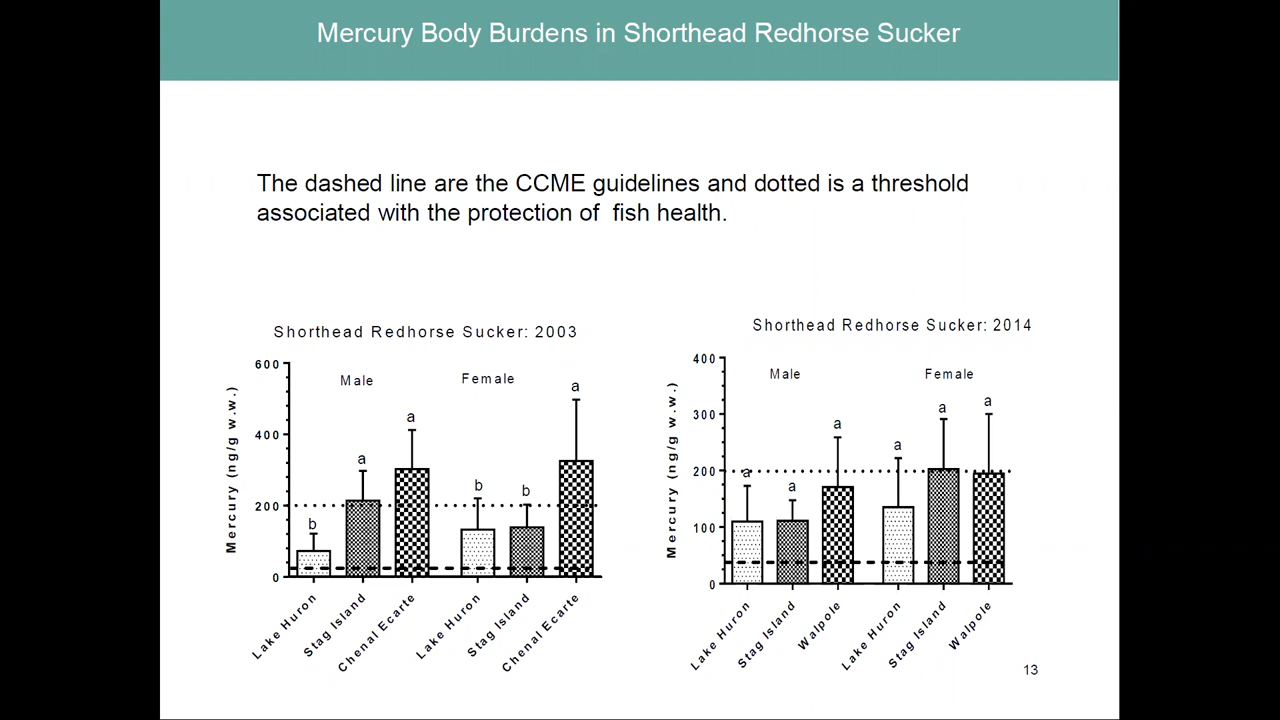 Mercury Body Burdens in Shorthead Redhorse Sucker
The dashed line are the CCME guidelines and dotted is a threshold
associated with the protection of  fish health.
Shorthead Redhorse Sucker: 2003
Mercury (ng/g w.w.)
600
400
200
0
Male
Female
b
a
a
b
b
a
Lake Huron
Stag Island
Chenal Ecarte
Lake Huron
Stag Island
Chenal Ecarte
Shorthead Redhorse Sucker: 2014
Mercury (ng/g w.w.)
400
300
200
100
0
Male
Female
a
a
a
a
a
a
Lake Huron
Stag Island
Walpole
Lake Huron
Stag Island
Walpole
13